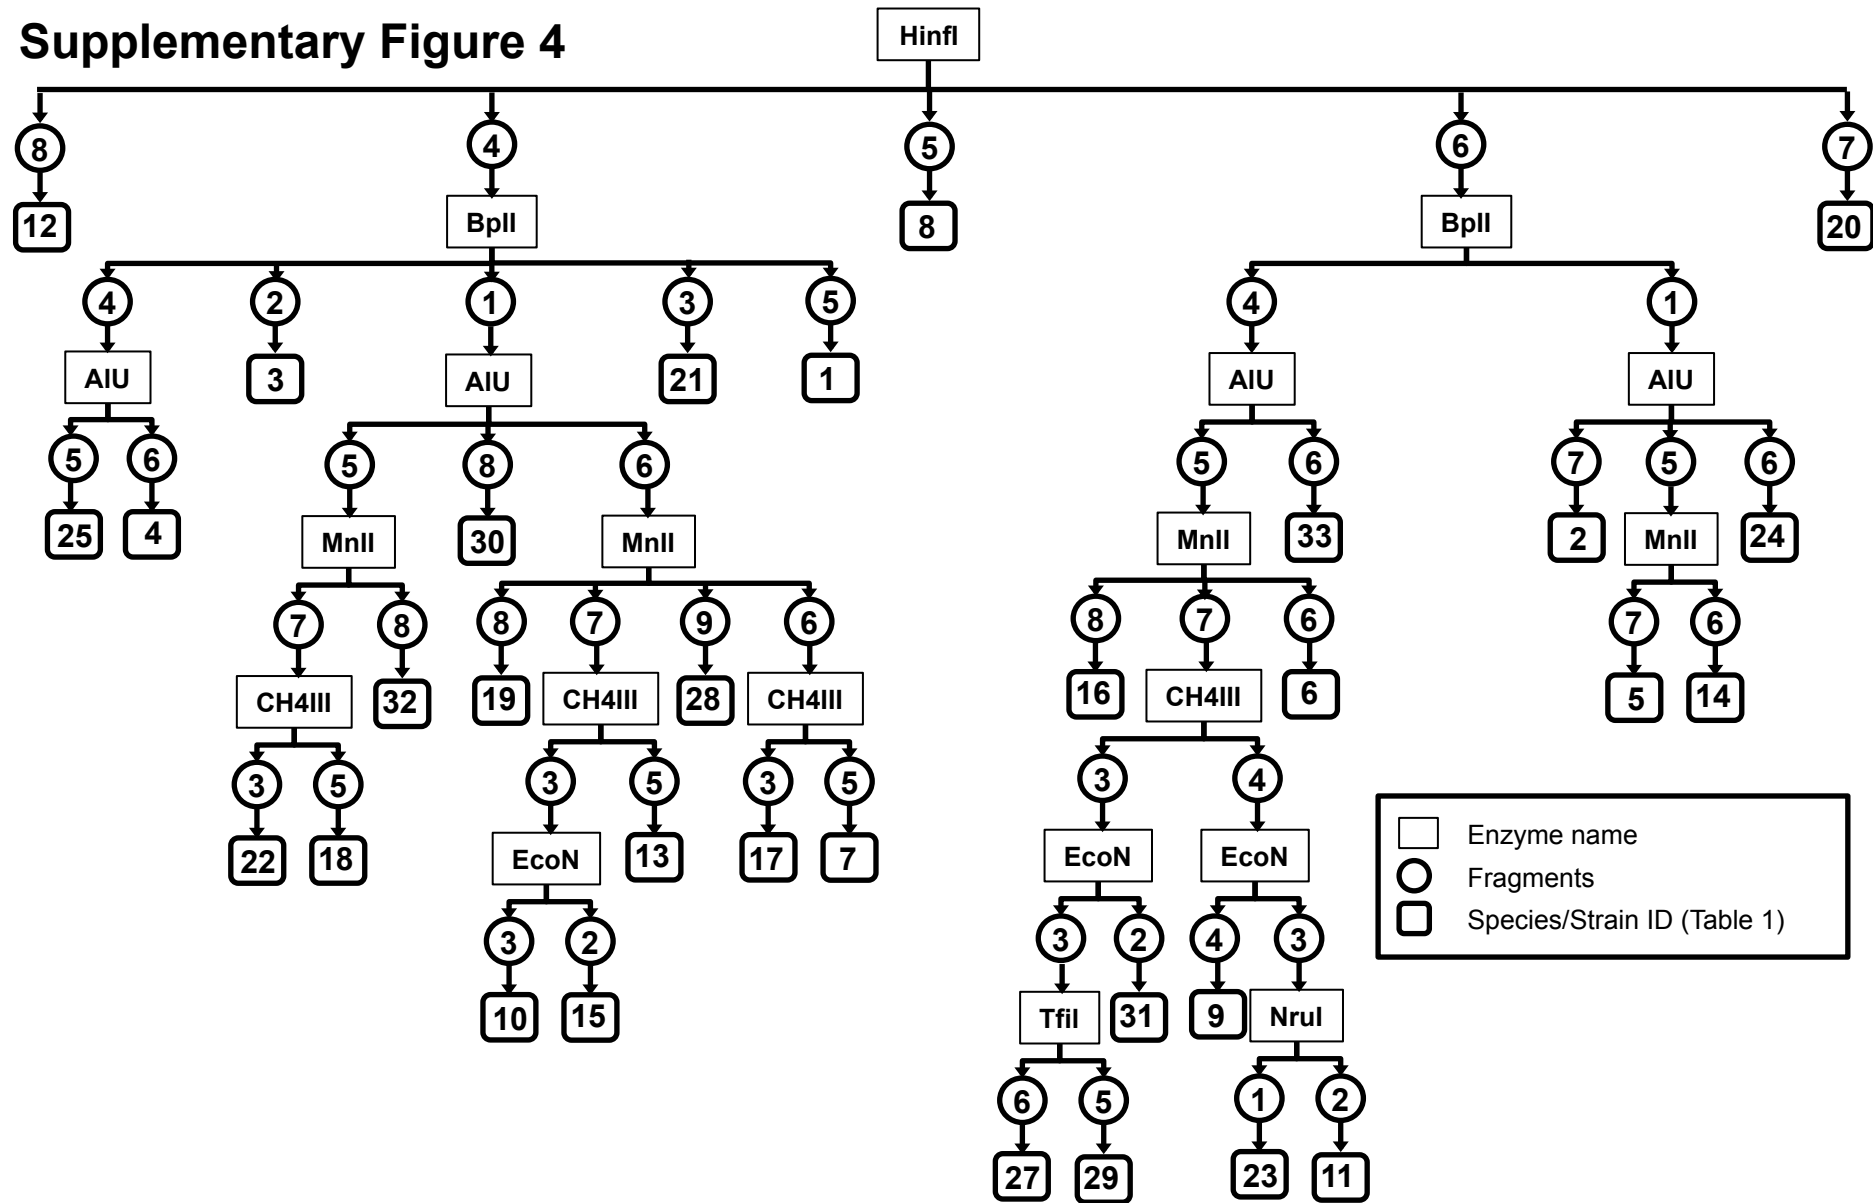 Supplementary Figure 4
HinfI
8 4 5 6 7
12 BplI 8 BplI 20
4 2 1 3 5 4 1
AlU 3 AlU 21 1 AlU AlU
5 6 5 8 6 5 6 7 5 6
25 4 MnlI 30 MnlI MnlI 33 2 MnlI 24
7 8 8 7 9 6 8 7 6 7 6
CH4III 32 19 CH4III 28 CH4III 16 CH4III 6 5 14
3 5 3 5 3 5 3 4
22 18 EcoN 13 17 7 EcoN EcoN
3 2 3 2 4 3
10 15 TfiI 31 9 NruI
6 5 1 2
27 29 23 11
Enzyme name
Fragments
Species/Strain ID (Table 1)